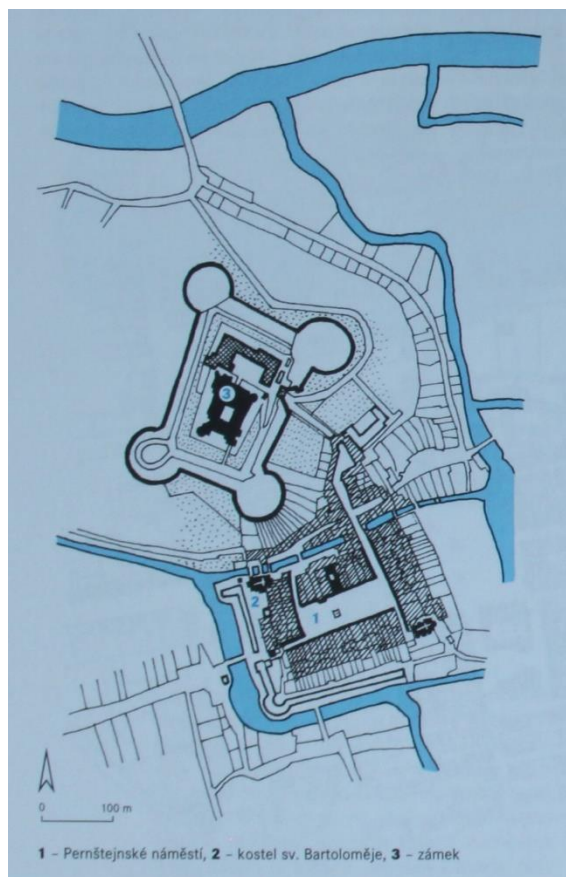 3
2
1
0 100 m
1 – Pernštejnské náměstí, 2 – kostel sv. Bartoloměje, 3 – zámek